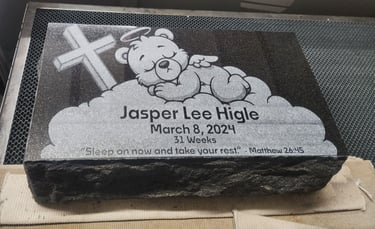 Jasper Lee Higle
March 8, 2024
31 Weeks
"Sleep on now and take your rest." - Matthew 26:45